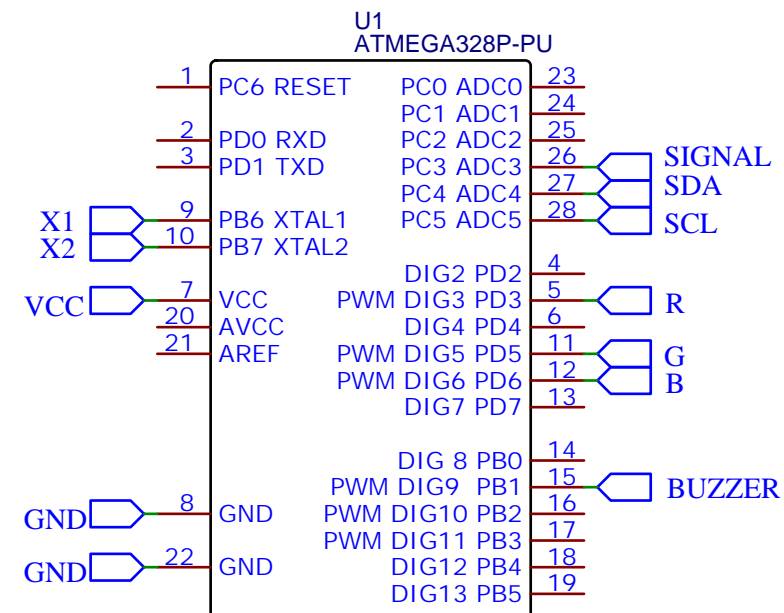 U1
ATMEGA328P-PU
1 PC6 RESET PC0 ADC0 23
PC1 ADC1 24
2 PD0 RXD PC2 ADC2 25
3 PD1 TXD PC3 ADC3 26 SIGNAL
PC4 ADC4 27 SDA
X1 9 PB6 XTAL1 PC5 ADC5 28 SCL
X2 10 PB7 XTAL2
DIG2 PD2 4
VCC 7 VCC PWM DIG3 PD3 5 R
20 AVCC DIG4 PD4 6
21 AREF PWM DIG5 PD5 11 G
PWM DIG6 PD6 12 B
DIG7 PD7 13
DIG 8 PB0 14
PWM DIG9 PB1 15 BUZZER
GND 8 GND PWM DIG10 PB2 16
PWM DIG11 PB3 17
GND 22 GND DIG12 PB4 18
DIG13 PB5 19